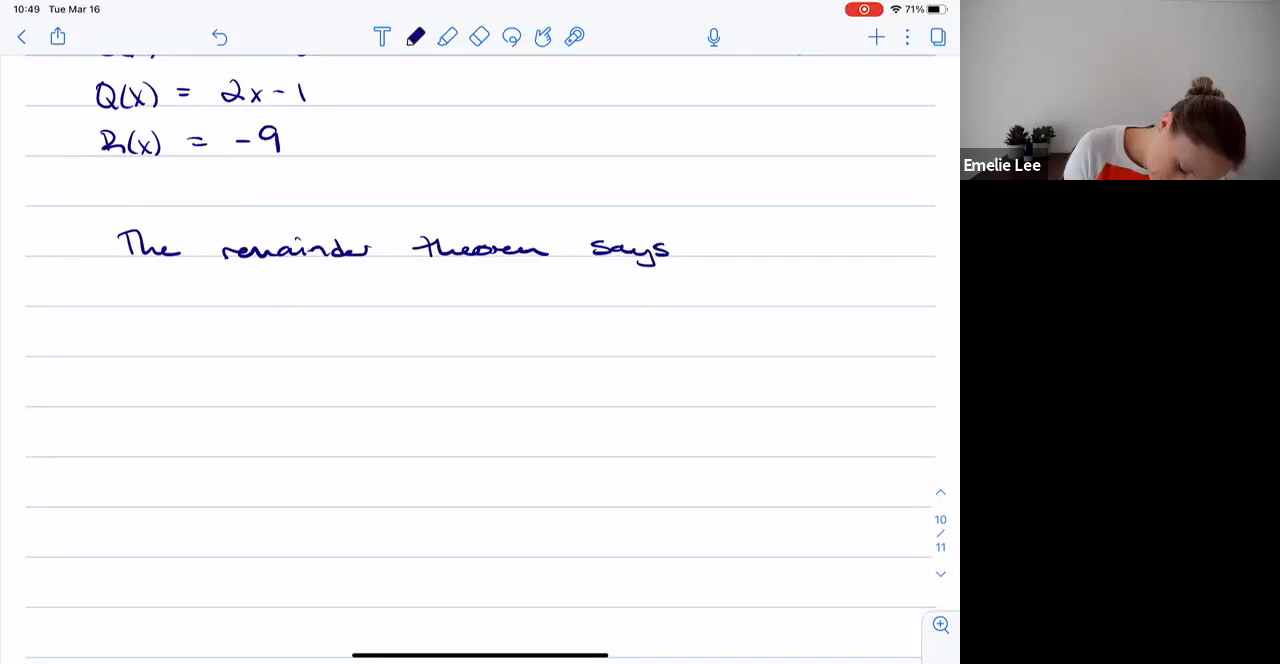 10:49 Tue Mar 16
71%
T
Q(x) = 2x-1
R(x) = -9
The remainder theorem says
Emelie Lee
10
/
11